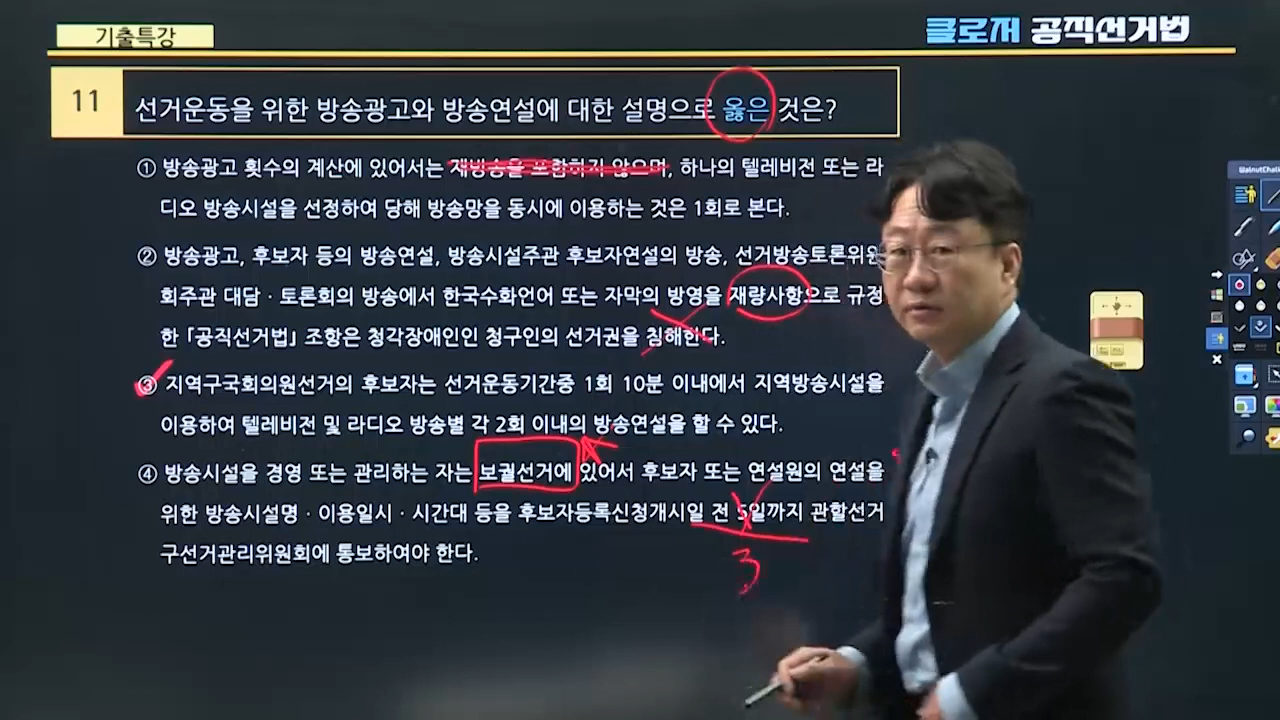 기출특강
클로저 공직선거법
11 선거운동을 위한 방송광고와 방송연설에 대한 설명으로 옳은 것은?
① 방송광고 횟수의 계산에 있어서는 재방송을 포함하지 않으며, 하나의 텔레비전 또는 라
디오 방송시설을 선정하여 당해 방송망을 동시에 이용하는 것은 1회로 본다.
② 방송광고, 후보자 등의 방송연설, 방송시설주관 후보자연설의 방송, 선거방송토론위원
회주관 대담·토론회의 방송에서 한국수화언어 또는 자막의 방영을 재량사항으로 규정
한 「공직선거법」 조항은 청각장애인인 청구인의 선거권을 침해한다.
③ 지역구국회의원선거의 후보자는 선거운동기간중 1회 10분 이내에서 지역방송시설을
이용하여 텔레비전 및 라디오 방송별 각 2회 이내의 방송연설을 할 수 있다.
④ 방송시설을 경영 또는 관리하는 자는 보궐선거에 있어서 후보자 또는 연설원의 연설을
위한 방송시설명·이용일시·시간대 등을 후보자등록신청개시일 전 5일까지 관할선거
구선거관리위원회에 통보하여야 한다.
3